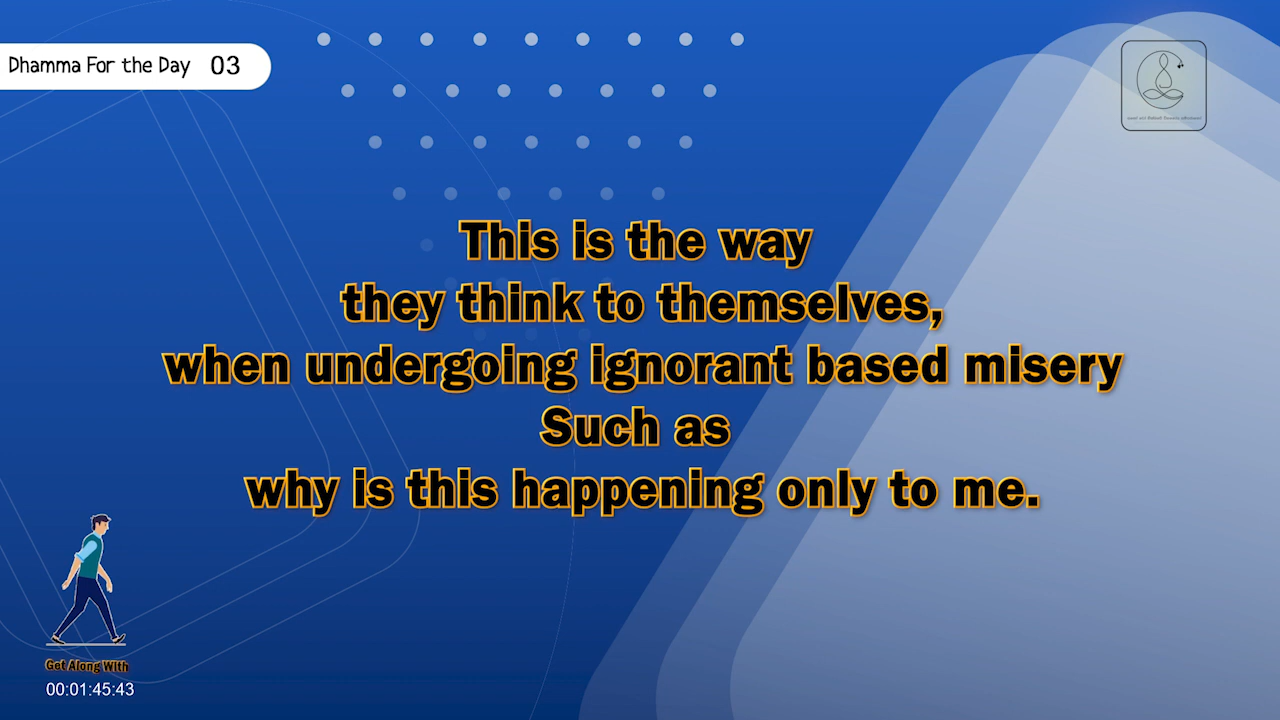 Dhamma For the Day 03
This is the way
they think to themselves,
when undergoing ignorant based misery
Such as
why is this happening only to me.
Get Along With
00:01:45:43